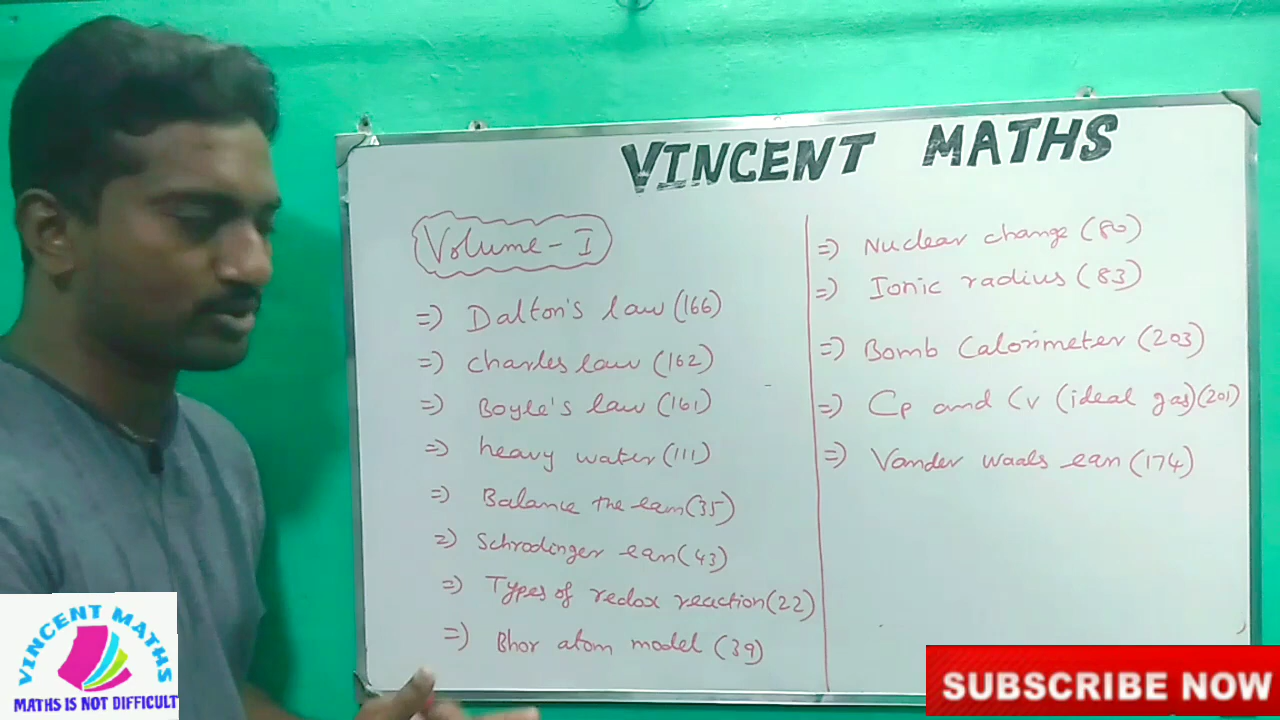 VINCENT MATHS
Volume - I
=) Dalton's law (166)
=) charles law (162)
=) Boyle's law (161)
=) heavy water (111)
=) Balance the eqn (35)
=) Schrodinger eqn (43)
=) Types of redox reaction (22)
=) Bhor atom model (39)
=) Nuclear change (80)
=) Ionic radius (83)
=) Bomb Calorimeter (203)
=) Cp and Cv (ideal gas) (201)
=) Vander waals eqn (174)
VINCENT MATHS
MATHS IS NOT DIFFICULT
SUBSCRIBE NOW